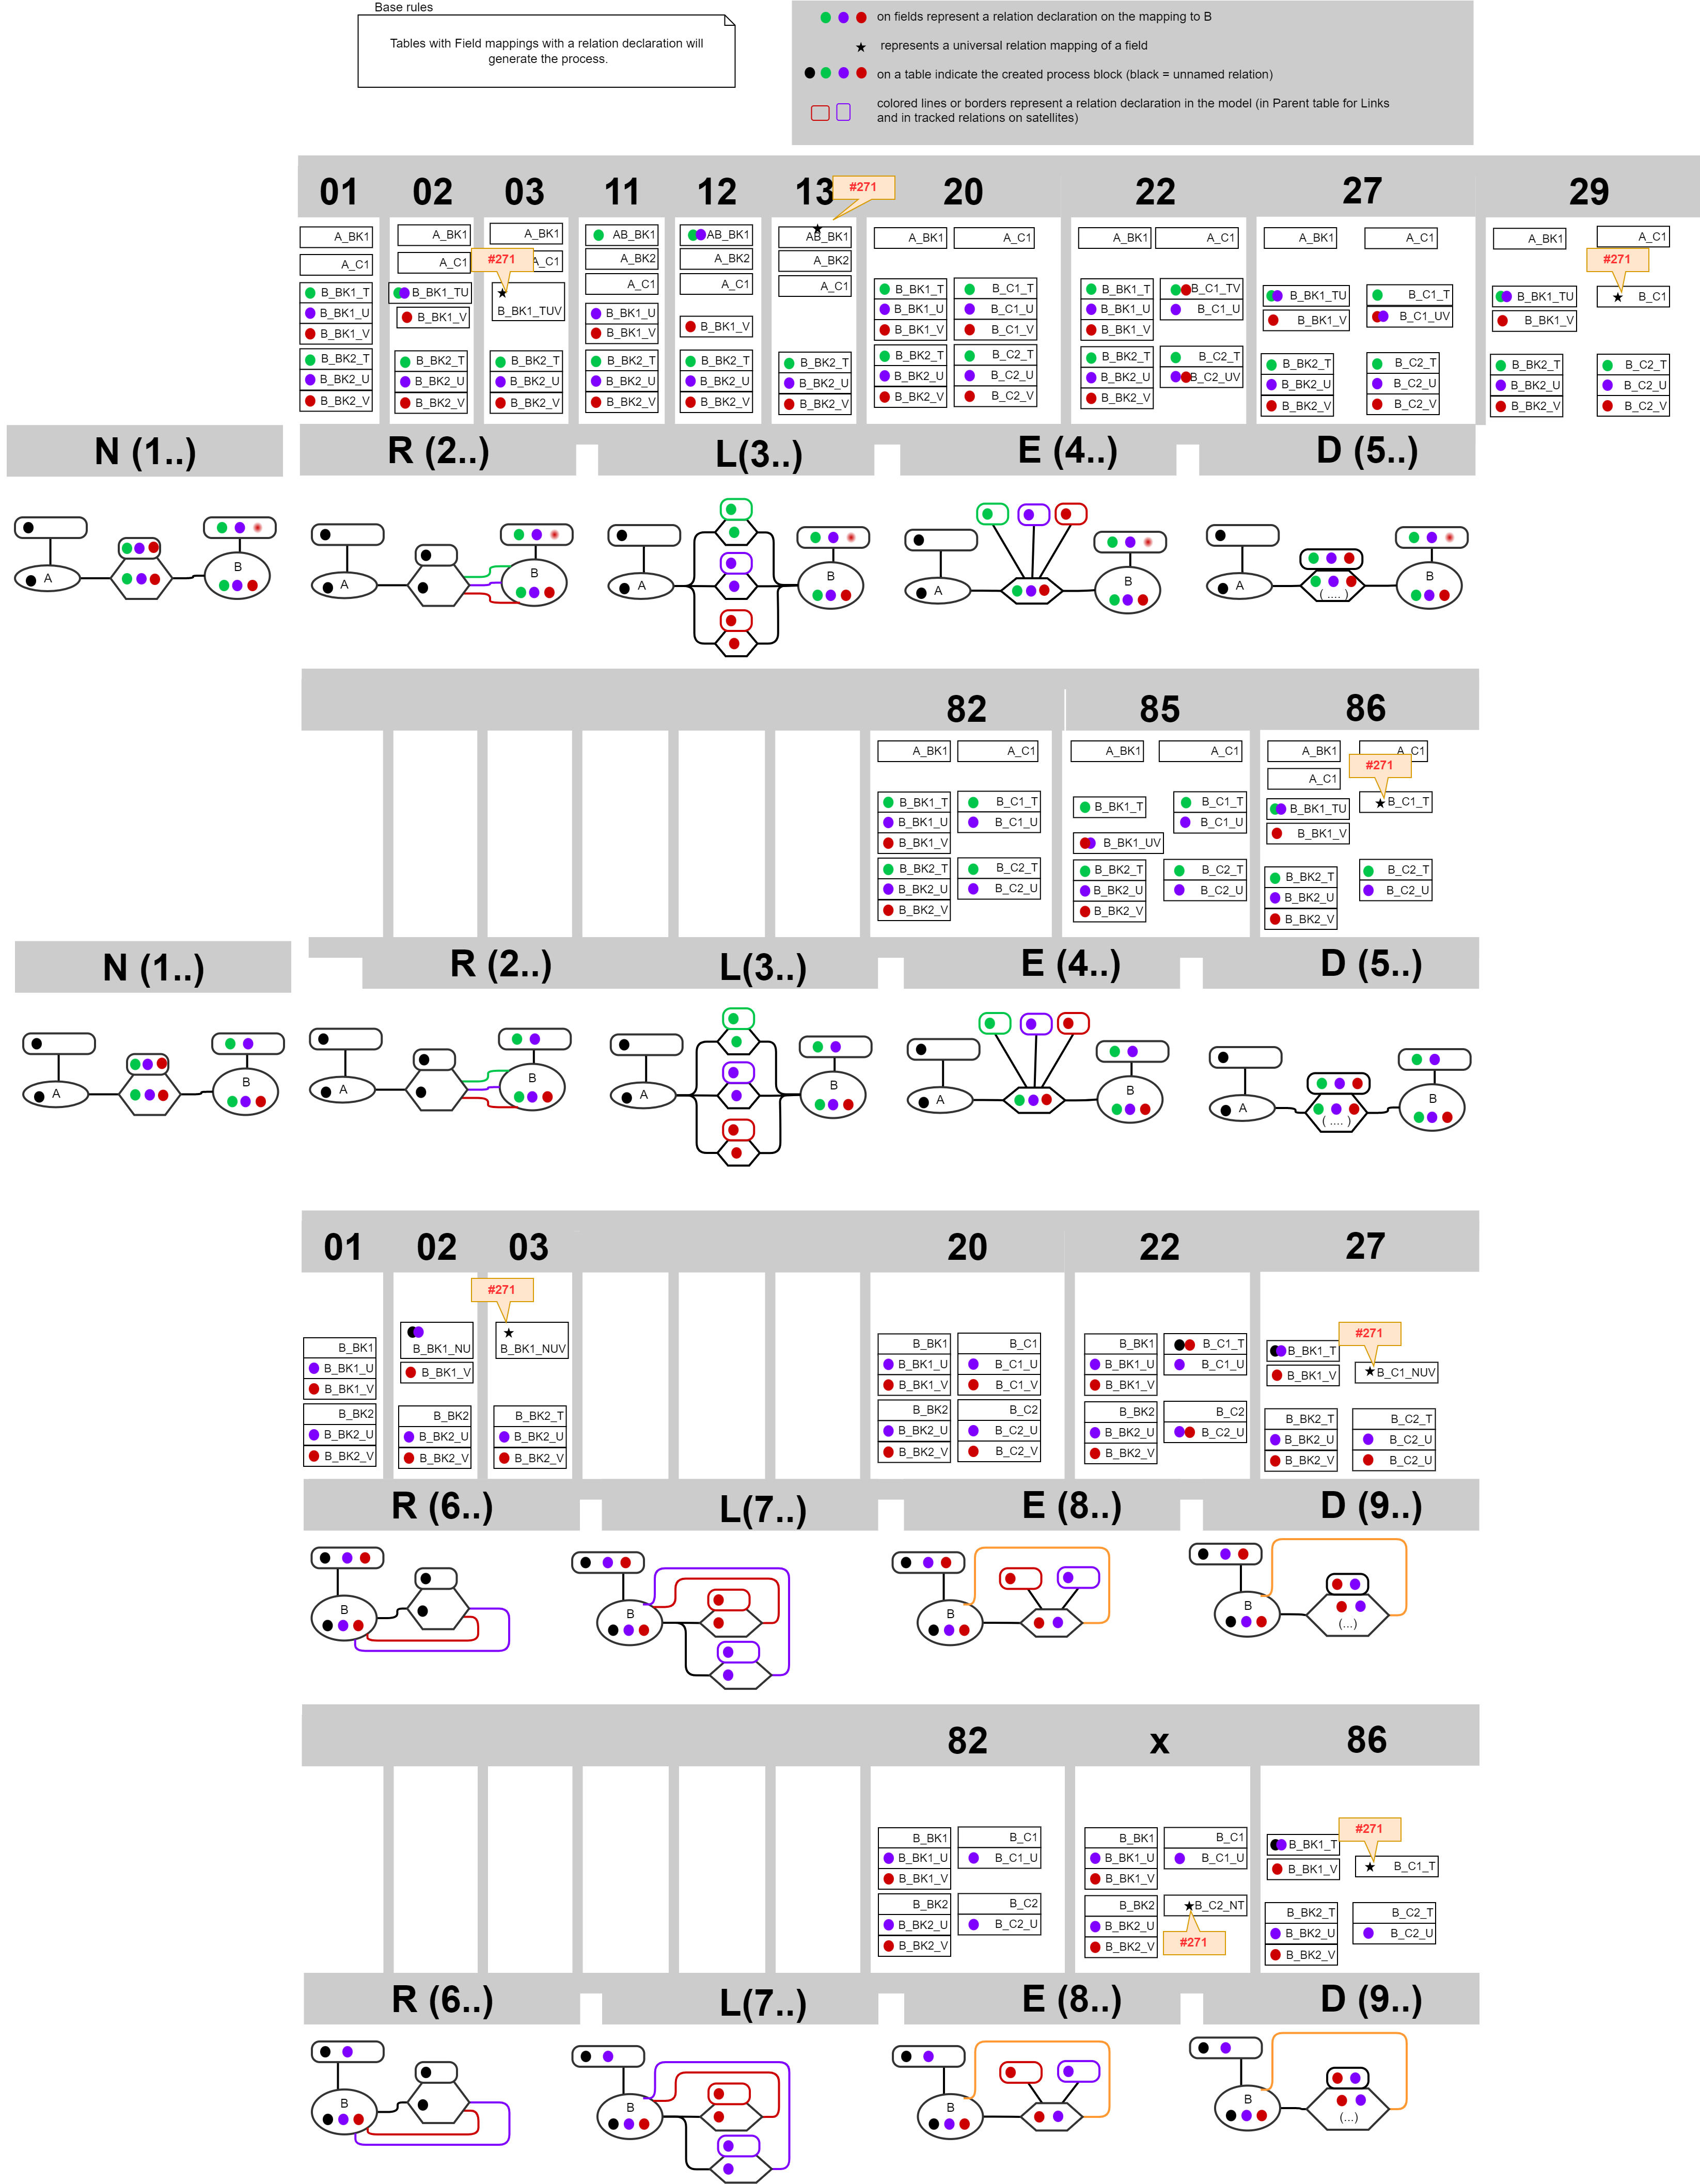 Base rules
Tables with Field mappings with a relation declaration will
generate the process.
on fields represent a relation declaration on the mapping to B
represents a universal relation mapping of a field
on a table indicate the created process block (black = unnamed relation)
colored lines or borders represent a relation declaration in the model (in Parent table for Links
and in tracked relations on satellites)
01 02 03 11 12 13 20 22 27 29
#271
A_BK1
A_C1
B_BK1_T
B_BK1_U
B_BK1_V
B_BK2_T
B_BK2_U
B_BK2_V
A_BK1
A_C1
B_BK1_TU
B_BK1_V
B_BK2_T
B_BK2_U
B_BK2_V
A_BK1
A_C1
#271
B_BK1_TUV
B_BK2_T
B_BK2_U
B_BK2_V
AB_BK1
A_BK2
A_C1
B_BK1_U
B_BK1_V
B_BK2_T
B_BK2_U
B_BK2_V
AB_BK1
A_BK2
A_C1
B_BK1_V
B_BK2_T
B_BK2_U
B_BK2_V
AB_BK1
A_BK2
A_C1
B_BK2_T
B_BK2_U
B_BK2_V
A_BK1 A_C1
B_BK1_T B_C1_T
B_BK1_U B_C1_U
B_BK1_V B_C1_V
B_BK2_T B_C2_T
B_BK2_U B_C2_U
B_BK2_V B_C2_V
A_BK1 A_C1
B_BK1_T B_C1_TV
B_BK1_U B_C1_U
B_BK1_V
B_BK2_T B_C2_T
B_BK2_U B_C2_UV
B_BK2_V
A_BK1 A_C1
B_BK1_TU B_C1_T
B_BK1_V B_C1_UV
B_BK2_T B_C2_T
B_BK2_U B_C2_U
B_BK2_V B_C2_V
A_BK1 A_C1
#271
B_BK1_TU B_C1
B_BK1_V
B_BK2_T B_C2_T
B_BK2_U B_C2_U
B_BK2_V B_C2_V
N (1..) R (2..) L(3..) E (4..) D (5..)
A B
A B
B
A B
A B
( .... )
82 85 86
A_BK1 A_C1
B_BK1_T B_C1_T
B_BK1_U B_C1_U
B_BK1_V
B_BK2_T B_C2_T
B_BK2_U B_C2_U
B_BK2_V
A_BK1 A_C1
B_BK1_T B_C1_T
B_C1_U
B_BK1_UV
B_BK2_T B_C2_T
B_BK2_U B_C2_U
B_BK2_V
A_BK1 A_C1
#271
A_C1
B_BK1_TU B_C1_T
B_BK1_V
B_BK2_T B_C2_T
B_BK2_U B_C2_U
B_BK2_V
N (1..) R (2..) L(3..) E (4..) D (5..)
A B
A B
A B
A B
A B
( .... )
01 02 03 20 22 27
B_BK1
B_BK1_U
B_BK1_V
B_BK2
B_BK2_U
B_BK2_V
B_BK1_NU
B_BK1_V
B_BK2
B_BK2_U
B_BK2_V
#271
B_BK1_NUV
B_BK2_T
B_BK2_U
B_BK2_V
B_BK1 B_C1
B_BK1_U B_C1_U
B_BK1_V B_C1_V
B_BK2 B_C2
B_BK2_U B_C2_U
B_BK2_V B_C2_V
B_BK1 B_C1_T
B_BK1_U B_C1_U
B_BK1_V
B_BK2 B_C2
B_BK2_U B_C2_U
B_BK2_V
#271
B_BK1_T
B_BK1_V B_C1_NUV
B_BK2_T B_C2_T
B_BK2_U B_C2_U
B_BK2_V B_C2_U
R (6..) L(7..) E (8..) D (9..)
B
B
B
B
(...)
82 x 86
B_BK1 B_C1
B_BK1_U B_C1_U
B_BK1_V
B_BK2 B_C2
B_BK2_U B_C2_U
B_BK2_V
B_BK1 B_C1
B_BK1_U B_C1_U
B_BK1_V
B_BK2 B_C2_NT
B_BK2_U
B_BK2_V
#271
#271
B_BK1_T
B_BK1_V B_C1_T
B_BK2_T B_C2_T
B_BK2_U B_C2_U
B_BK2_V
R (6..) L(7..) E (8..) D (9..)
B
B
B
B
(...)